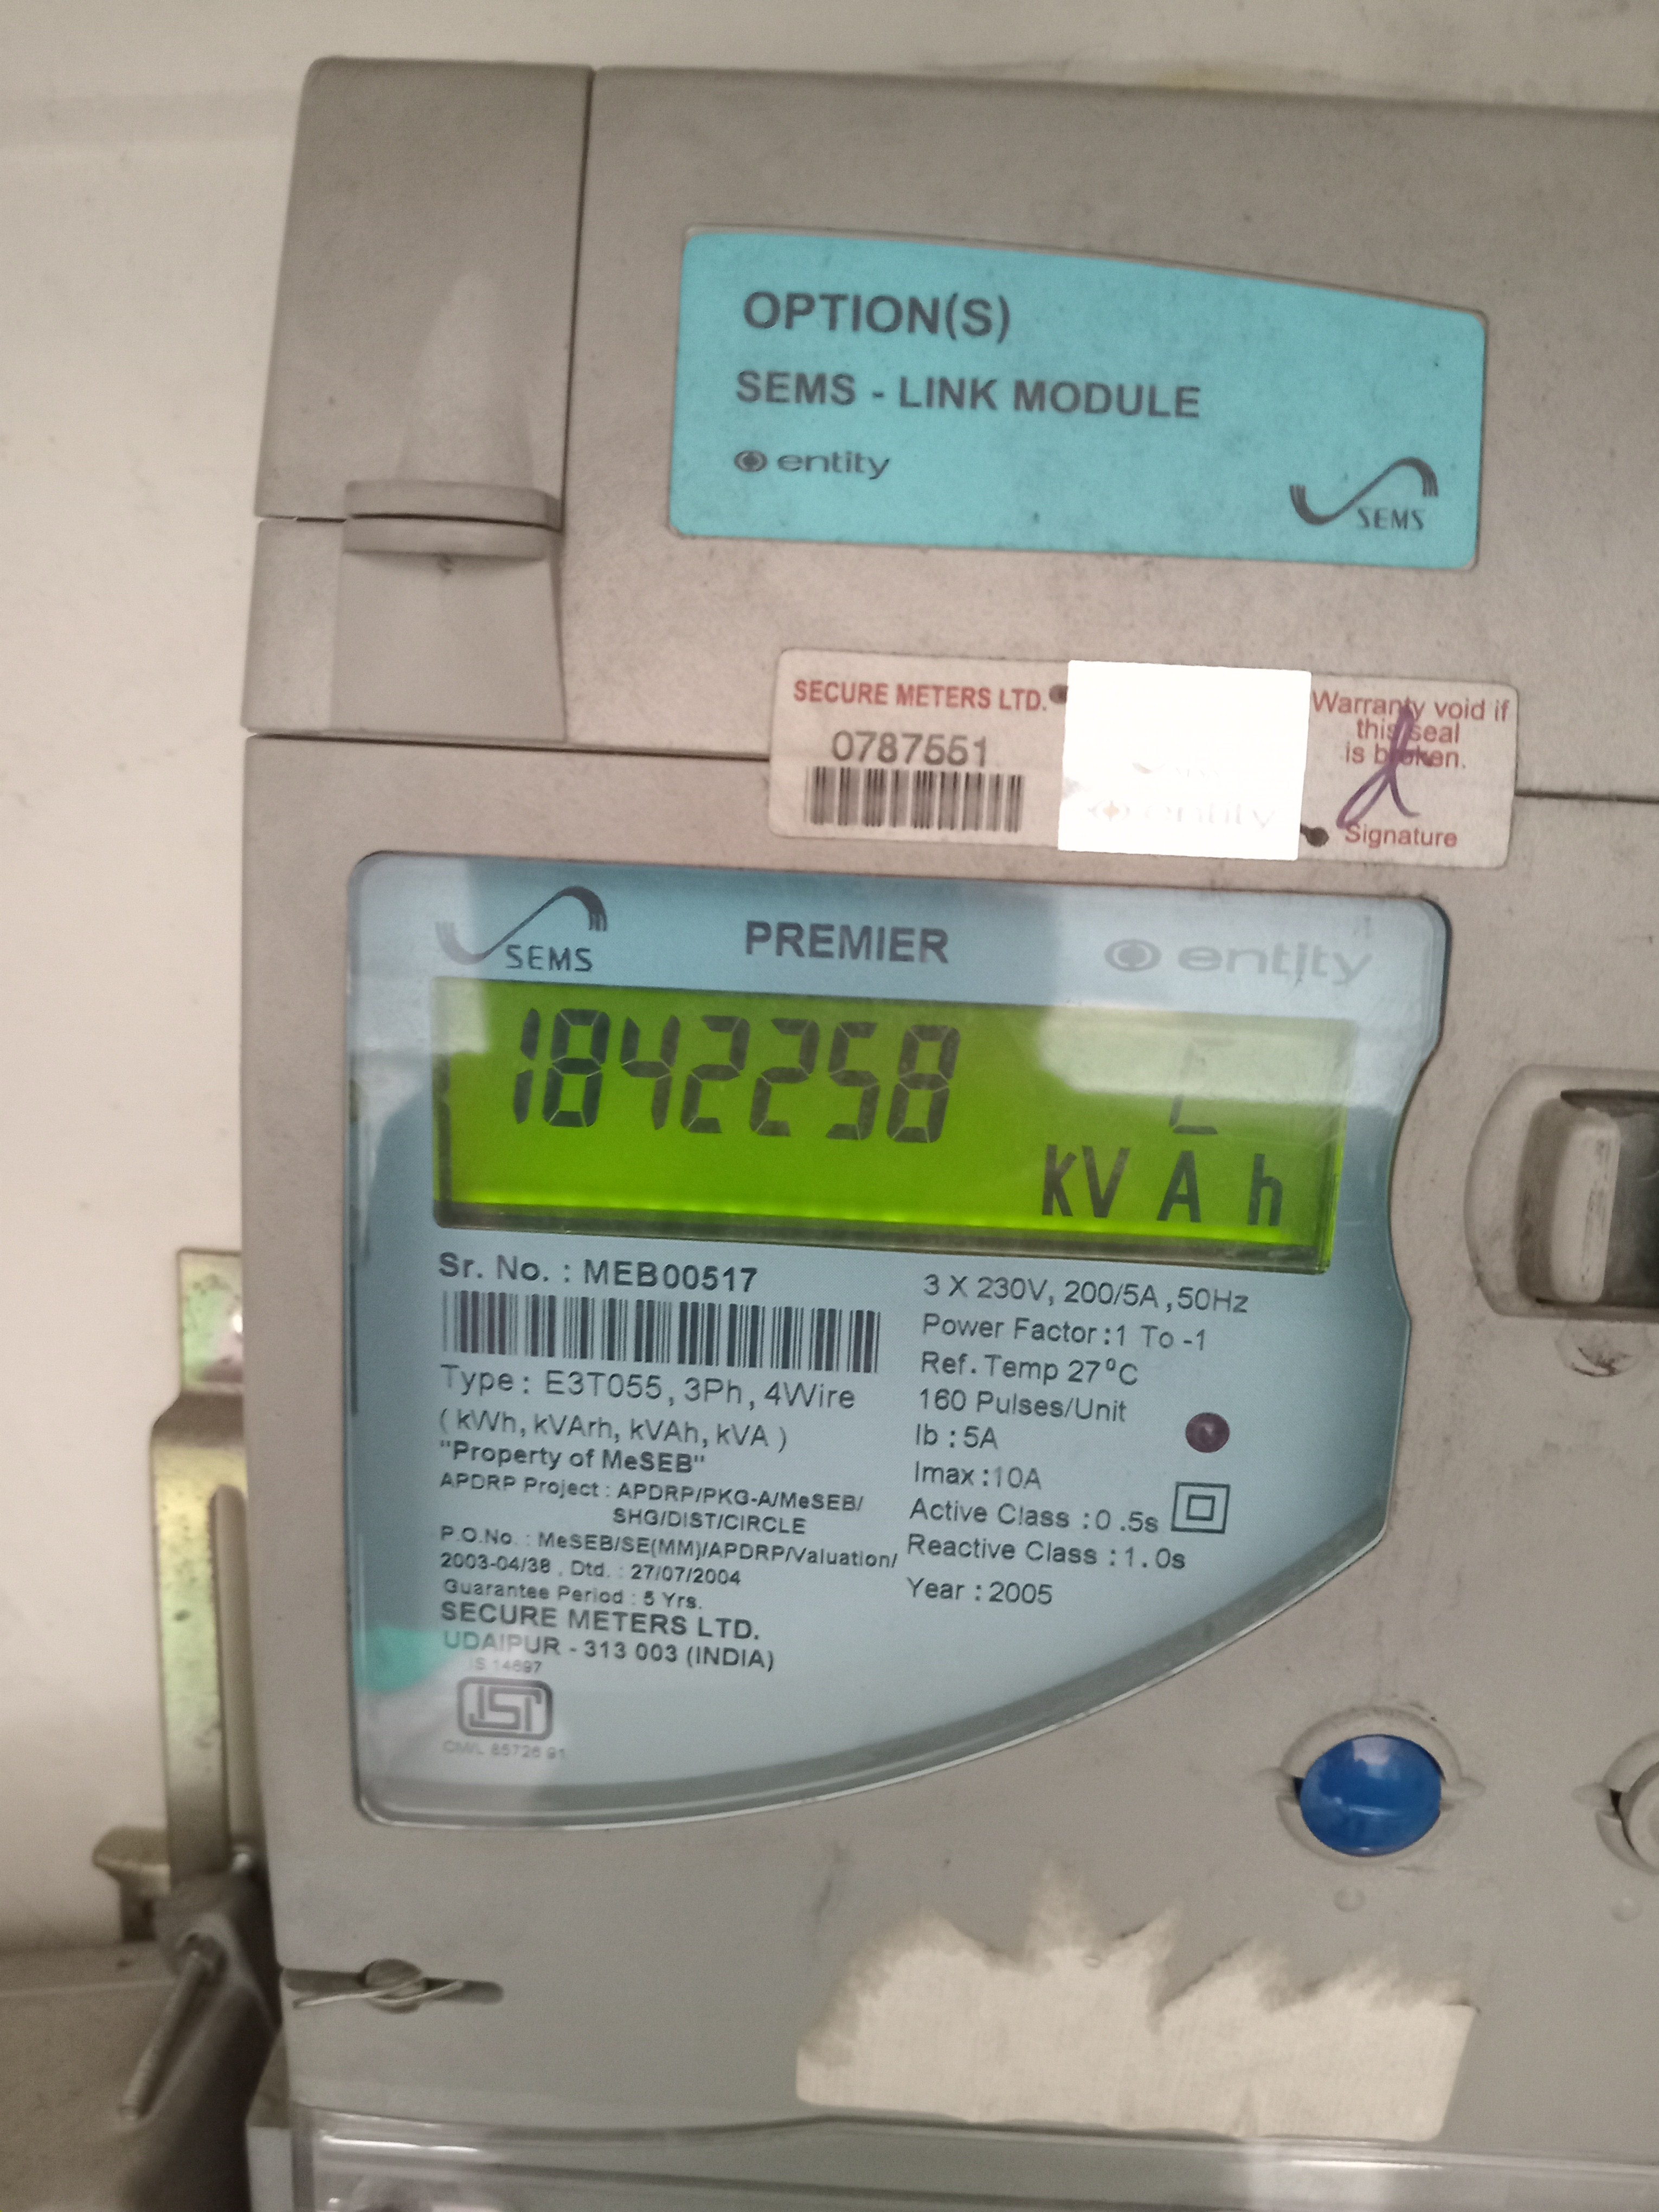 OPTION(S)
SEMS - LINK MODULE
entity
SEMS
SECURE METERS LTD.
0787551
entity
Warranty void if
this seal
is broken.
Signature
SEMS
PREMIER
entity
1842258
KV A h
Sr. No. : MEB00517
Type : E3T055, 3Ph, 4Wire
( kWh, kVArh, kVAh, kVA )
"Property of MeSEB"
APDRP Project : APDRP/PKG-A/MeSEB/
SHG/DIST/CIRCLE
P.O.No. : MeSEB/SE(MM)/APDRP/Valuation/
2003-04/38 , Dtd. : 27/07/2004
Guarantee Period : 5 Yrs.
SECURE METERS LTD.
UDAIPUR - 313 003 (INDIA)
IS 14697
CM/L 8572691
3 X 230V, 200/5A ,50Hz
Power Factor :1 To -1
Ref. Temp 27°C
160 Pulses/Unit
Ib : 5A
Imax :10A
Active Class :0 .5s
Reactive Class : 1.0s
Year : 2005